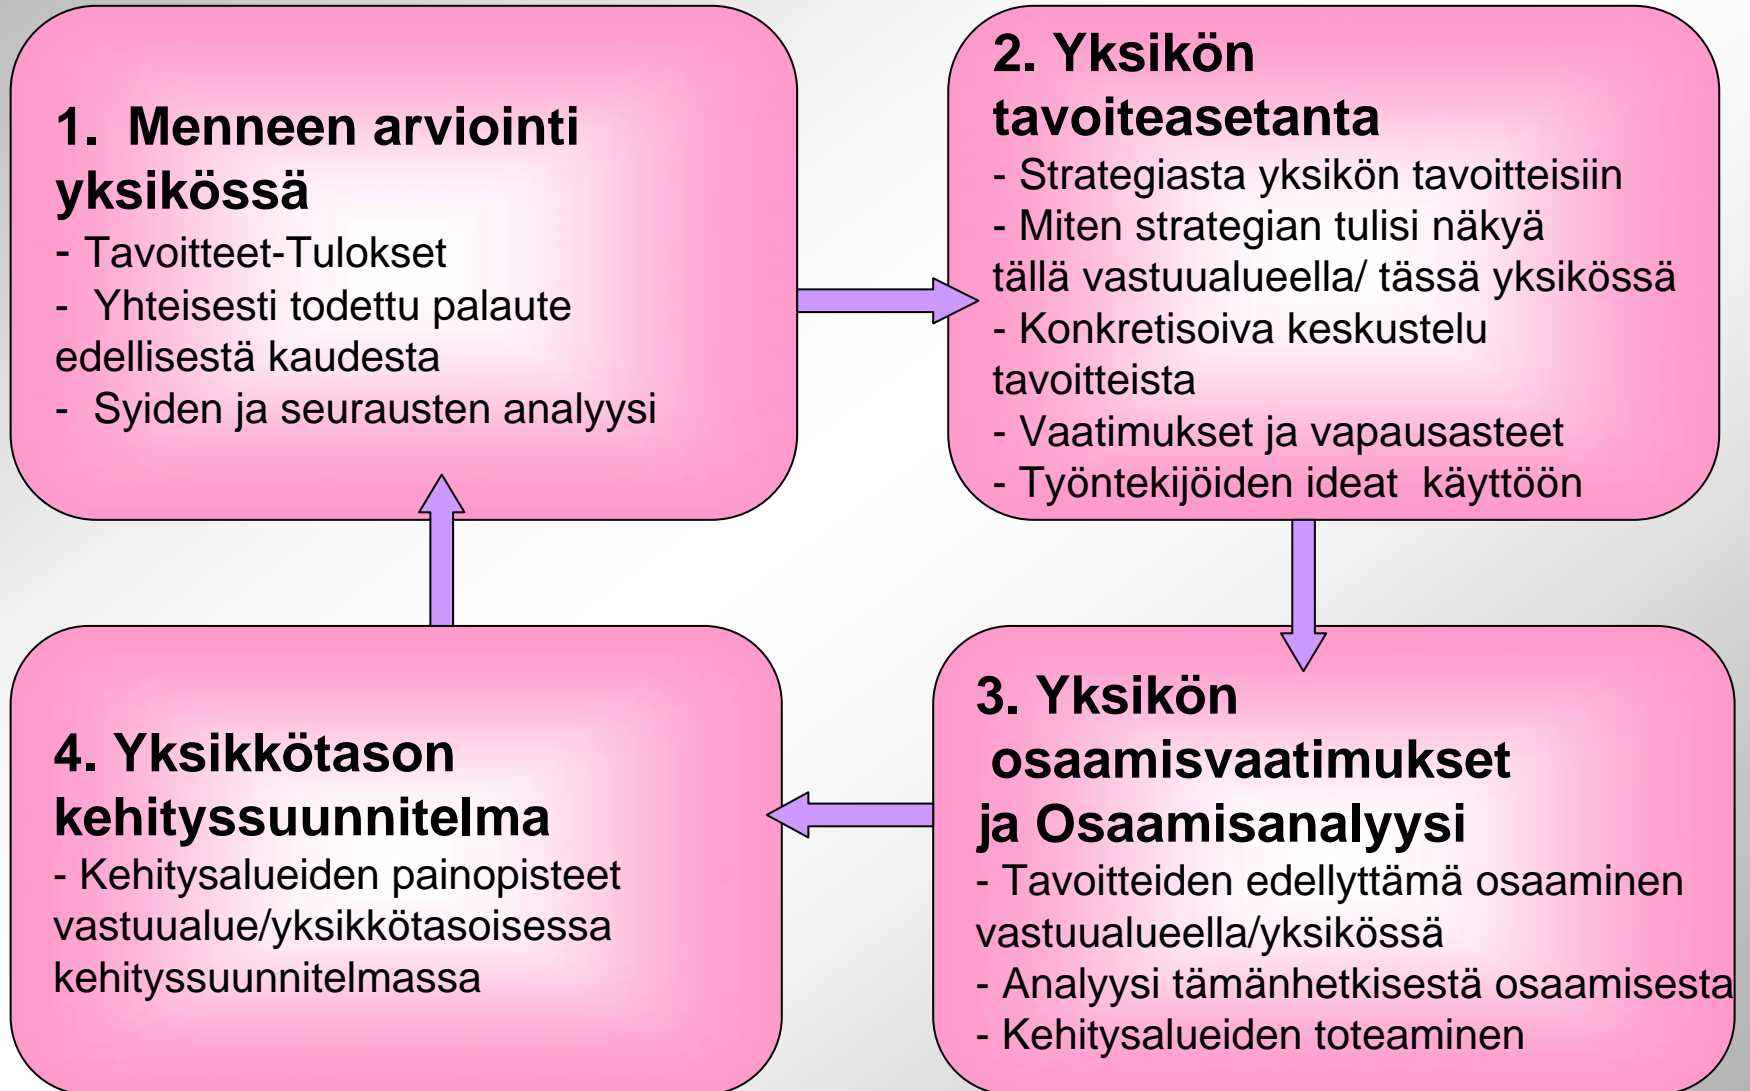 1. Menneen arviointi
yksikössä
- Tavoitteet-Tulokset
- Yhteisesti todettu palaute
edellisestä kaudesta
- Syiden ja seurausten analyysi
2. Yksikön
tavoiteasetanta
- Strategiasta yksikön tavoitteisiin
- Miten strategian tulisi näkyä
tällä vastuualueella/ tässä yksikössä
- Konkretisoiva keskustelu
tavoitteista
- Vaatimukset ja vapausasteet
- Työntekijöiden ideat käyttöön
3. Yksikön
osaamisvaatimukset
ja Osaamisanalyysi
- Tavoitteiden edellyttämä osaaminen
vastuualueella/yksikössä
- Analyysi tämänhetkisestä osaamisesta
- Kehitysalueiden toteaminen
4. Yksikkötason
kehityssuunnitelma
- Kehitysalueiden painopisteet
vastuualue/yksikkötasoisessa
kehityssuunnitelmassa